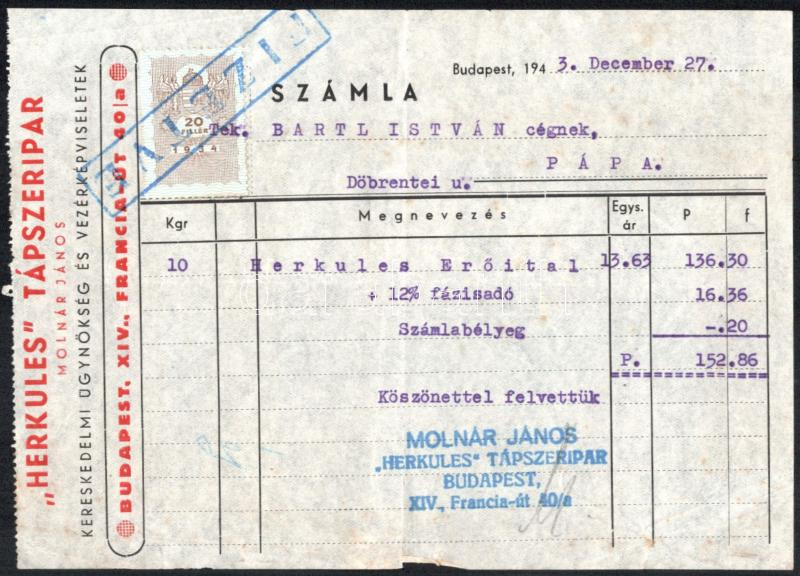 „HERKULES" TÁPSZERIPAR
MOLNÁR JÁNOS
KERESKEDELMI ÜGYNÖKSÉG ÉS VEZÉRKÉPVISELETEK
BUDAPEST, XIV., FRANCIA ÚT 40/a
Budapest, 194 3. December 27.
SZÁMLA
20
FILLÉR
1934
Tek. BARTL ISTVÁN cégnek,
PÁPA.
Döbrentei u.
Kgr Megnevezés Egys. ár P f
10 Herkules Erőital 13.63 136.30
+ 12% fázisadó 16.36
Számlabélyeg -.20
P. 152.86
Köszönettel felvettük
MOLNÁR JÁNOS
„HERKULES" TÁPSZERIPAR
BUDAPEST,
XIV., Francia-út 40/a